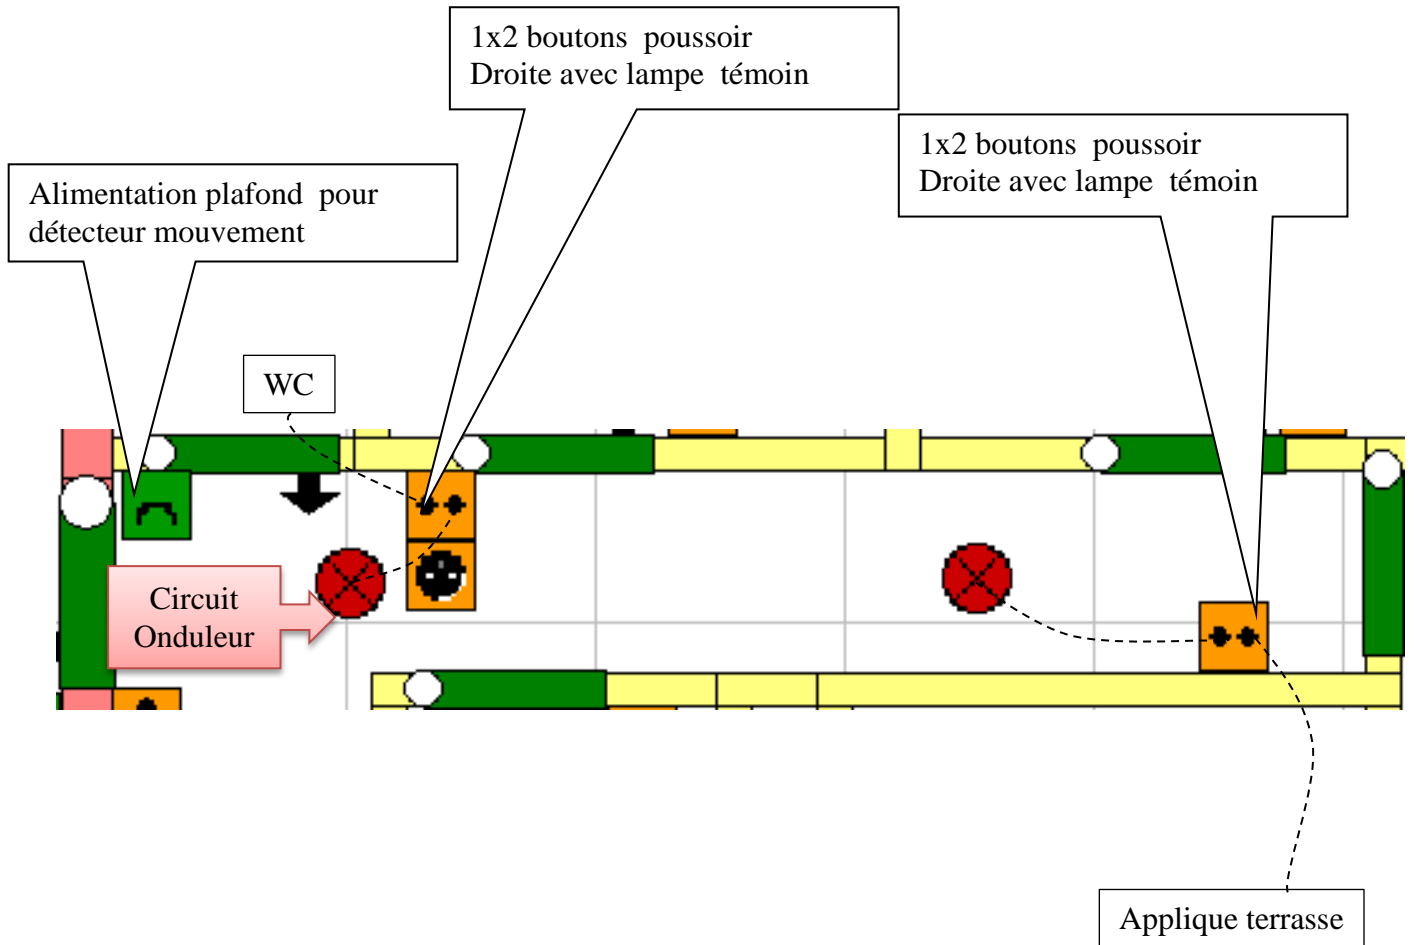 1x2 boutons  poussoir
Droite avec lampe  témoin
1x2 boutons  poussoir
Droite avec lampe  témoin
Alimentation plafond  pour
détecteur mouvement
WC
Circuit
Onduleur
Applique terrasse